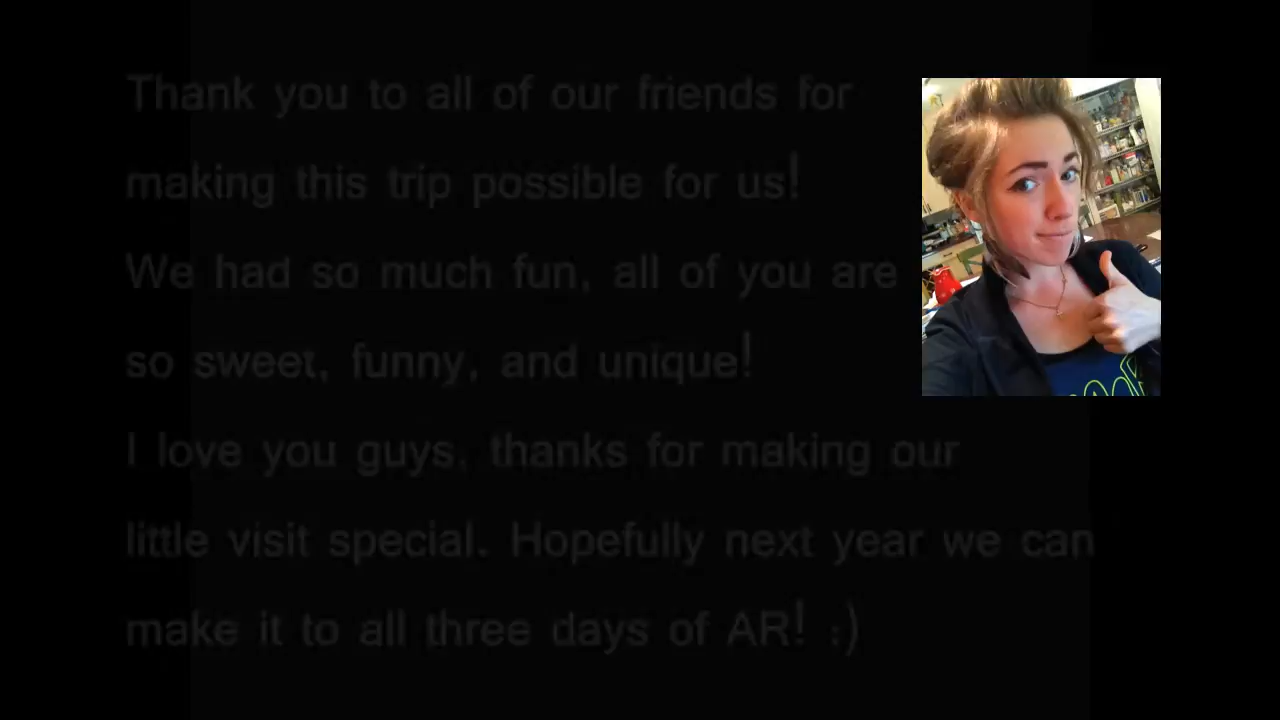 Thank you to all of our friends for
making this trip possible for us!
We had so much fun, all of you are
so sweet, funny, and unique!
I love you guys, thanks for making our
little visit special. Hopefully next year we can
make it to all three days of AR! :)